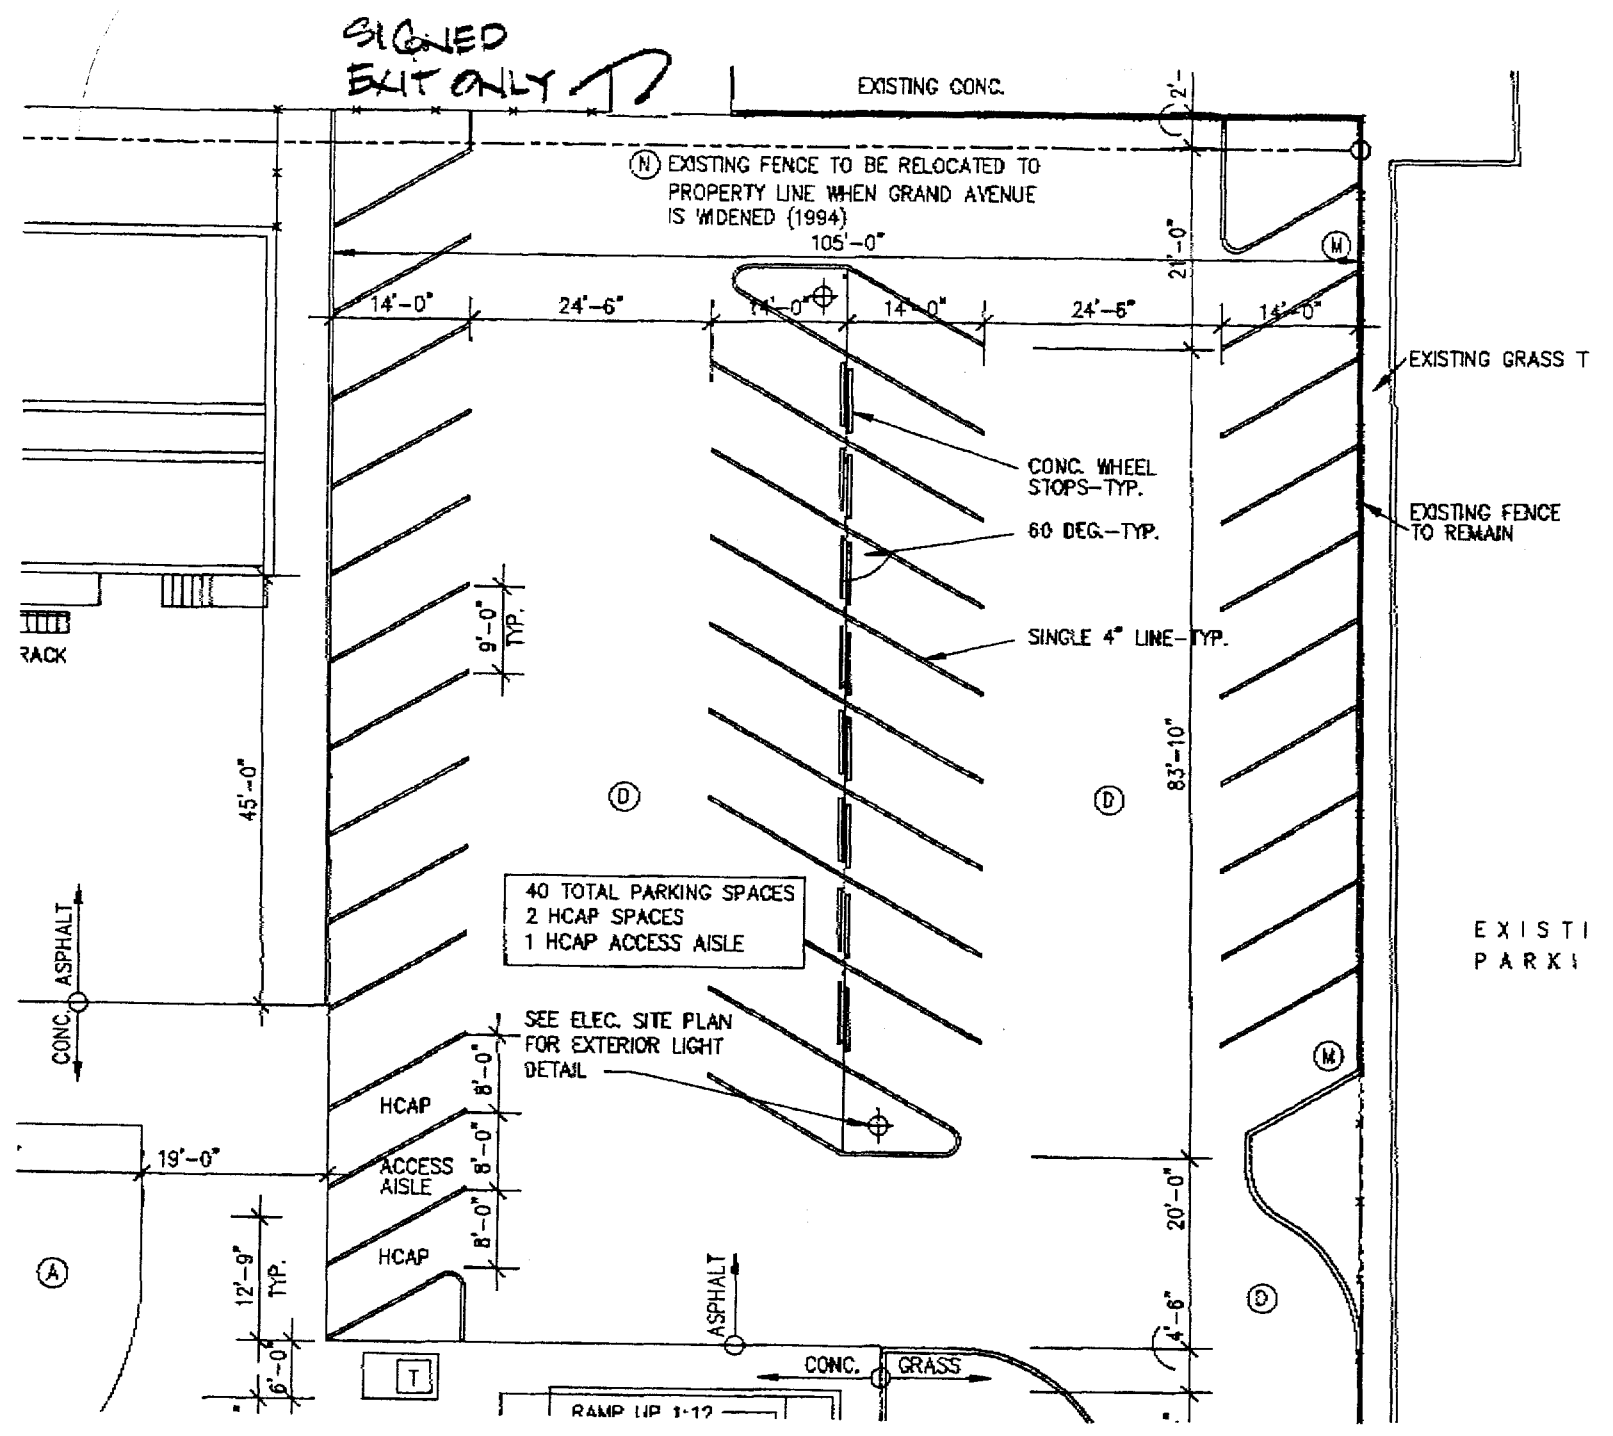 SIGNED
EXIT ONLY
EXISTING CONC.
2'-
N EXISTING FENCE TO BE RELOCATED TO
PROPERTY LINE WHEN GRAND AVENUE
IS WIDENED (1994)
105'-0"
21'-0"
M
14'-0" 24'-6" 14'-0" 14'-0" 24'-6" 14'-0"
EXISTING GRASS T
CONC. WHEEL
STOPS-TYP.
60 DEG.-TYP.
EXISTING FENCE
TO REMAIN
9'-0"
TYP.
SINGLE 4" LINE-TYP.
RACK
45'-0"
83'-10"
D
D
40 TOTAL PARKING SPACES
2 HCAP SPACES
1 HCAP ACCESS AISLE
EXISTI
PARKI
ASPHALT
CONC.
SEE ELEC. SITE PLAN
FOR EXTERIOR LIGHT
DETAIL
M
8'-0"
HCAP
8'-0"
ACCESS
AISLE
19'-0"
8'-0"
HCAP
20'-0"
A
12'-9"
TYP.
D
ASPHALT
4'-6"
6'-0"
T
CONC. GRASS
RAMP UP 1:12